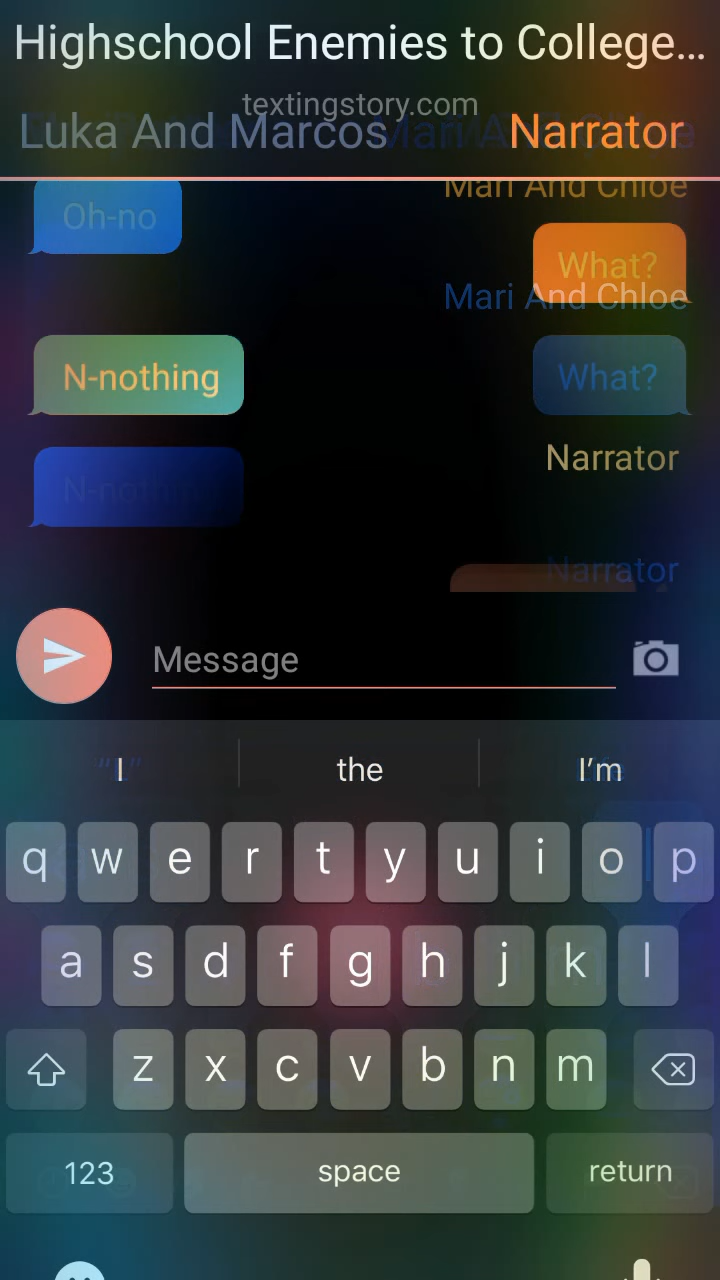 Highschool Enemies to College…
textingstory.com
Luka And Marcos
Narrator
Mari And Chloe
Oh-no
What?
Mari And Chloe
N-nothing
What?
Narrator
N-nothing
Narrator
Message
I the I'm
q w e r t y u i o p
a s d f g h j k l
z x c v b n m
123 space return